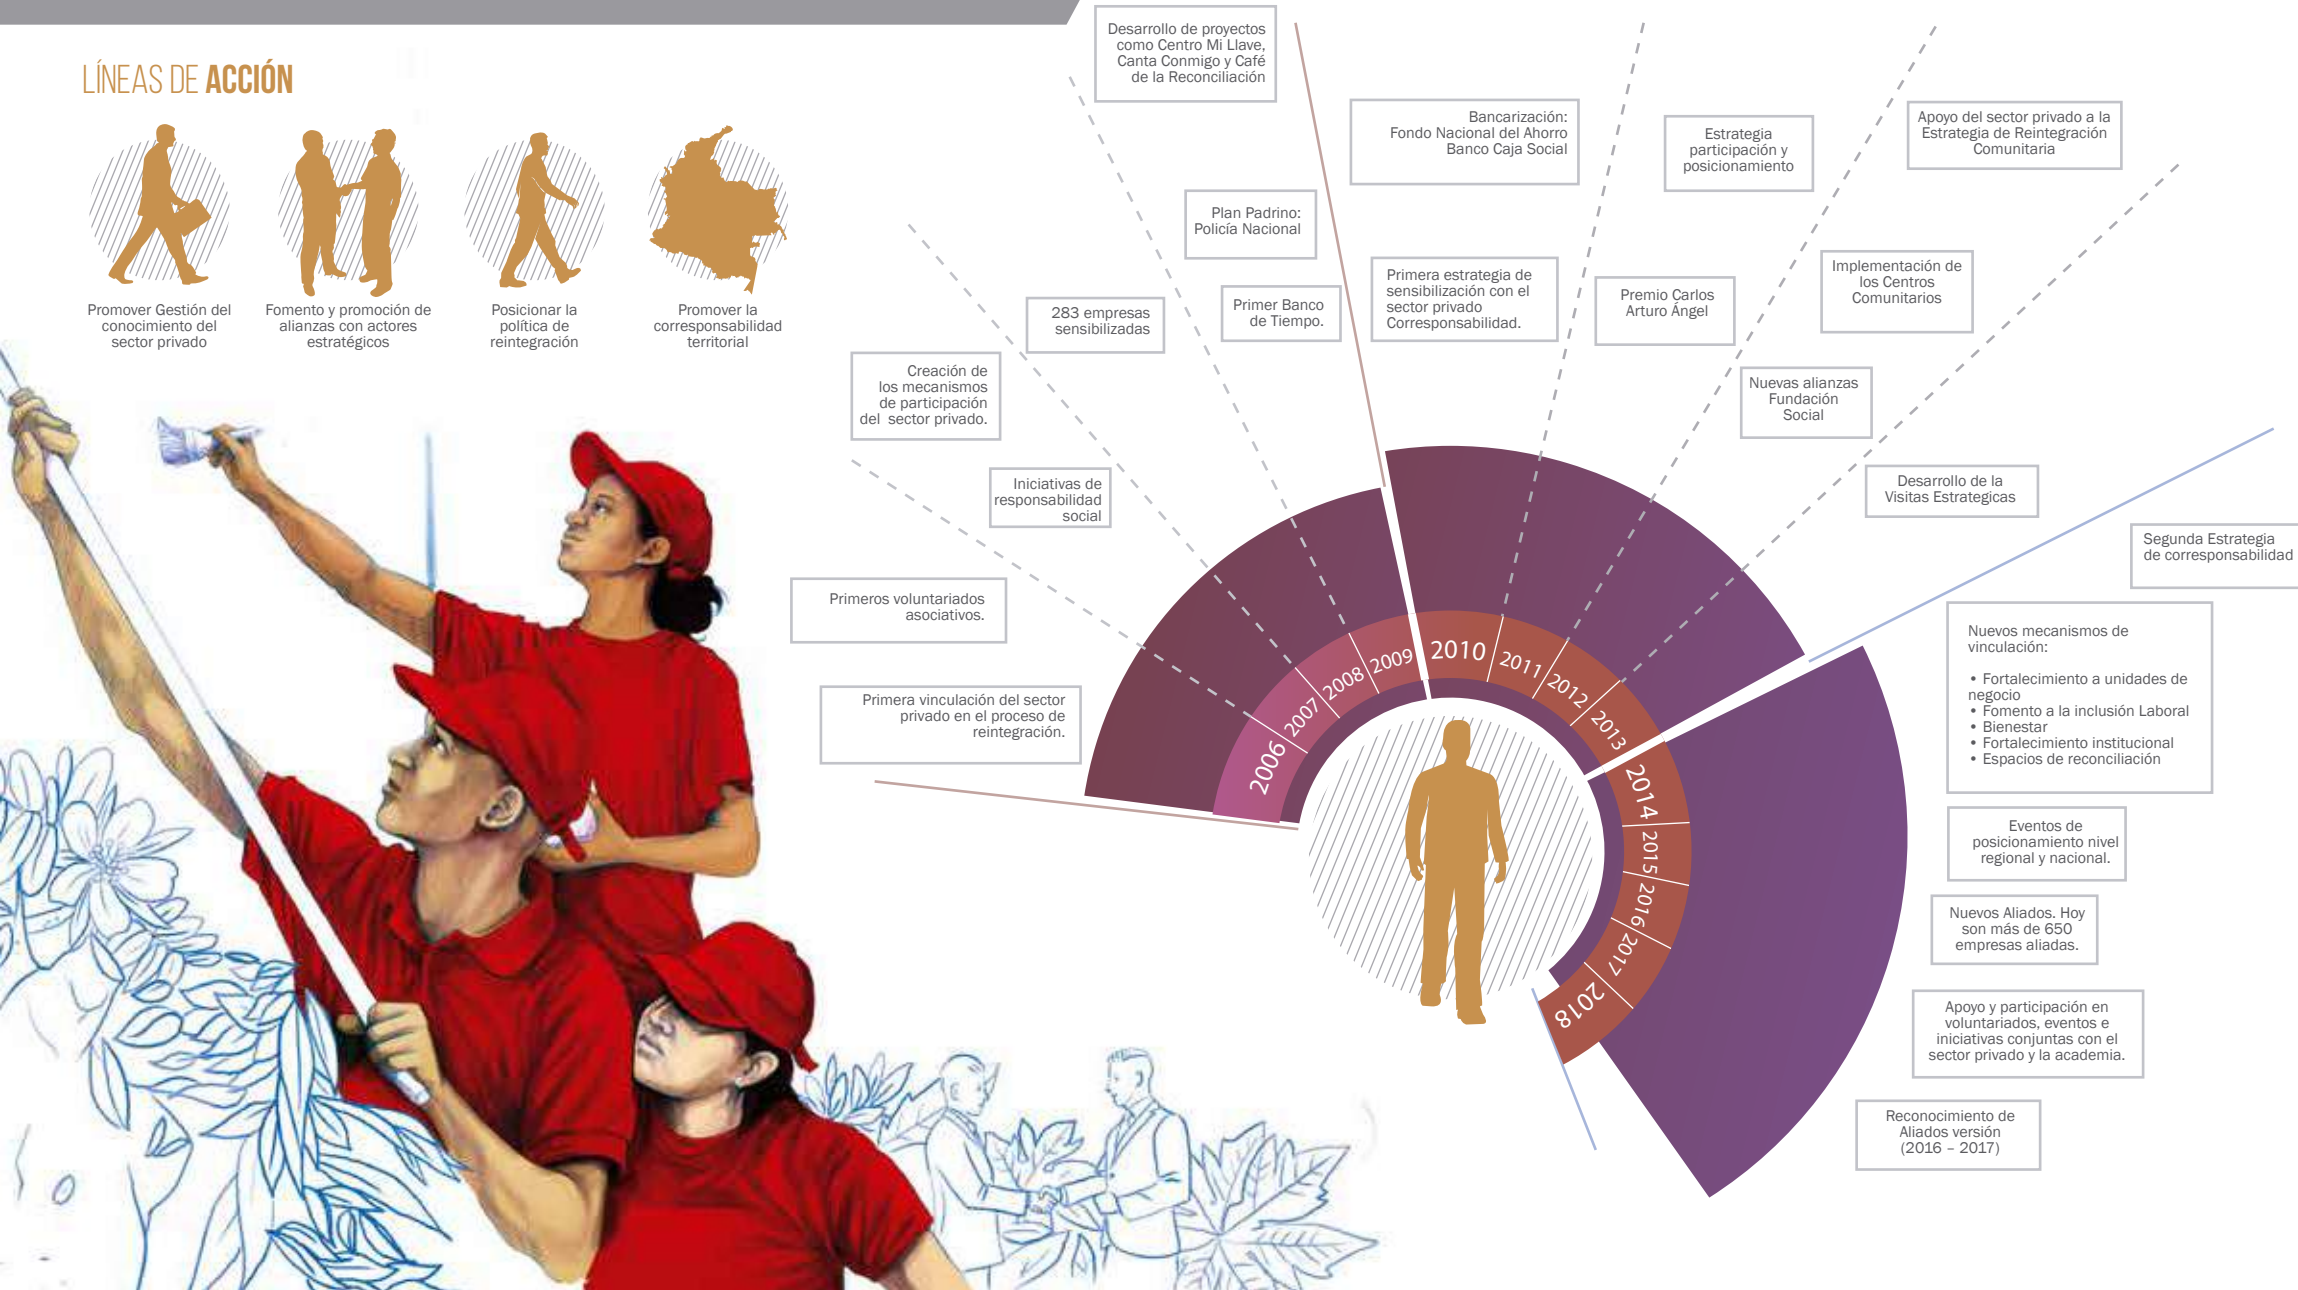 LÍNEAS DE ACCIÓN
Promover Gestión del
conocimiento del
sector privado
Fomento y promoción de
alianzas con actores
estratégicos
Posicionar la
política de
reintegración
Promover la
corresponsabilidad
territorial
Primera vinculación del sector
privado en el proceso de
reintegración.
Primeros voluntariados
asociativos.
Iniciativas de
responsabilidad
social
Creación de
los mecanismos
de participación
del sector privado.
283 empresas
sensibilizadas
Desarrollo de proyectos
como Centro Mi Llave,
Canta Conmigo y Café
de la Reconciliación
Plan Padrino:
Policía Nacional
Primer Banco
de Tiempo.
Bancarización:
Fondo Nacional del Ahorro
Banco Caja Social
Primera estrategia de
sensibilización con el
sector privado
Corresponsabilidad.
Estrategia
participación y
posicionamiento
Premio Carlos
Arturo Ángel
Apoyo del sector privado a la
Estrategia de Reintegración
Comunitaria
Implementación de
los Centros
Comunitarios
Nuevas alianzas
Fundación
Social
Desarrollo de la
Visitas Estrategicas
Segunda Estrategia
de corresponsabilidad
Nuevos mecanismos de
vinculación:
• Fortalecimiento a unidades de
negocio
• Fomento a la inclusión Laboral
• Bienestar
• Fortalecimiento institucional
• Espacios de reconciliación
Eventos de
posicionamiento nivel
regional y nacional.
Nuevos Aliados. Hoy
son más de 650
empresas aliadas.
Apoyo y participación en
voluntariados, eventos e
iniciativas conjuntas con el
sector privado y la academia.
Reconocimiento de
Aliados versión
(2016 – 2017)
2006
2007
2008
2009
2010
2011
2012
2013
2014
2015
2016
2017
2018